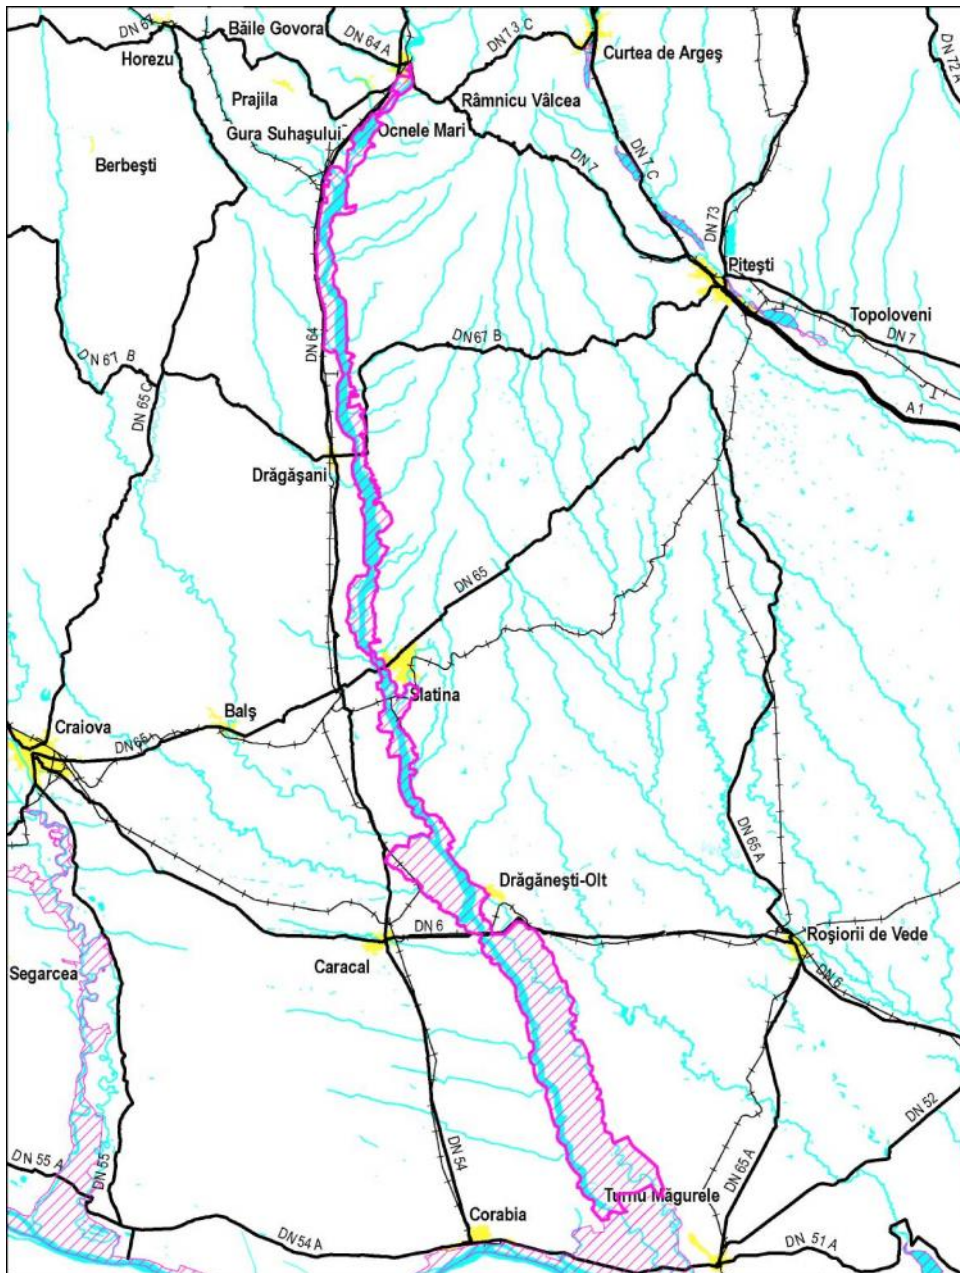 DN 67
Băile Govora
DN 64 A
DN 7 3 C
Curtea de Argeş
DN 72 A
Horezu
Prajila
Râmnicu Vâlcea
Gura Suhaşului
Ocnele Mari
Berbeşti
DN 7
DN 7 C
DN 73
Piteşti
Topoloveni
DN 7
DN 64
DN 67 B
DN 67 B
DN 65 C
A 1
Drăgăşani
DN 65
Slatina
Balş
Craiova
DN 65
DN 65 A
Drăgăneşti-Olt
DN 6
Roşiorii de Vede
Caracal
Segarcea
DN 6
DN 52
DN 55 A
DN 55
DN 54
DN 65 A
Turnu Măgurele
Corabia
DN 54 A
DN 51 A